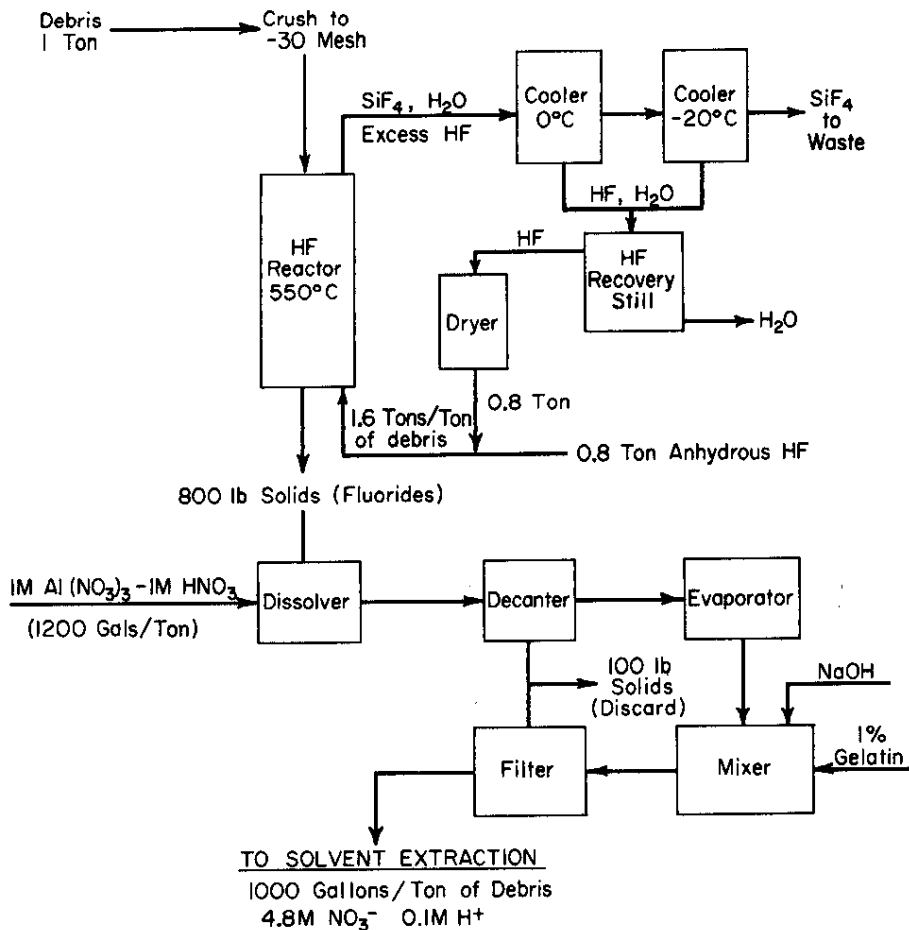 Debris
1 Ton
Crush to
-30 Mesh
SiF4, H2O
Excess HF
Cooler
0°C
Cooler
-20°C
SiF4
to
Waste
HF
Reactor
550°C
HF, H2O
HF
HF
Recovery
Still
H2O
Dryer
0.8 Ton
1.6 Tons/Ton
of debris
0.8 Ton Anhydrous HF
800 lb Solids (Fluorides)
1M Al(NO3)3-1M HNO3
(1200 Gals/Ton)
Dissolver
Decanter
Evaporator
100 lb
Solids
(Discard)
NaOH
1%
Gelatin
Filter
Mixer
TO SOLVENT EXTRACTION
1000 Gallons/Ton of Debris
4.8M NO3⁻ 0.1M H+